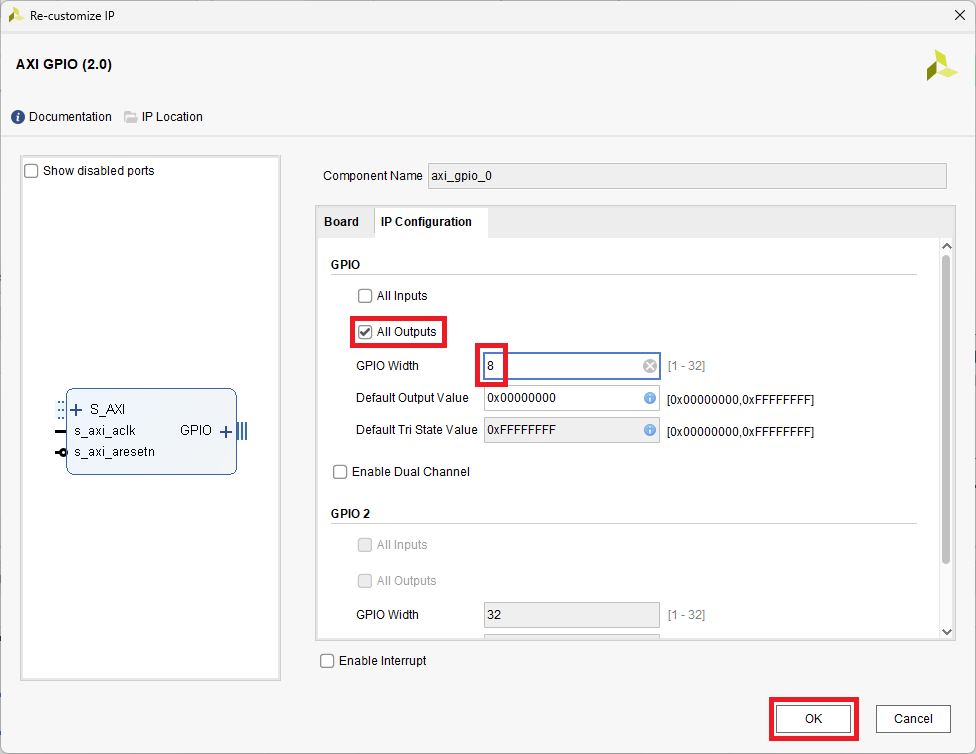 Re-customize IP
AXI GPIO (2.0)
Documentation IP Location
Show disabled ports
S_AXI
s_axi_aclk GPIO
s_axi_aresetn
Component Name axi_gpio_0
Board IP Configuration
GPIO
All Inputs
All Outputs
GPIO Width 8 [1 - 32]
Default Output Value 0x00000000 [0x00000000,0xFFFFFFFF]
Default Tri State Value 0xFFFFFFFF [0x00000000,0xFFFFFFFF]
Enable Dual Channel
GPIO 2
All Inputs
All Outputs
GPIO Width 32 [1 - 32]
Enable Interrupt
OK Cancel